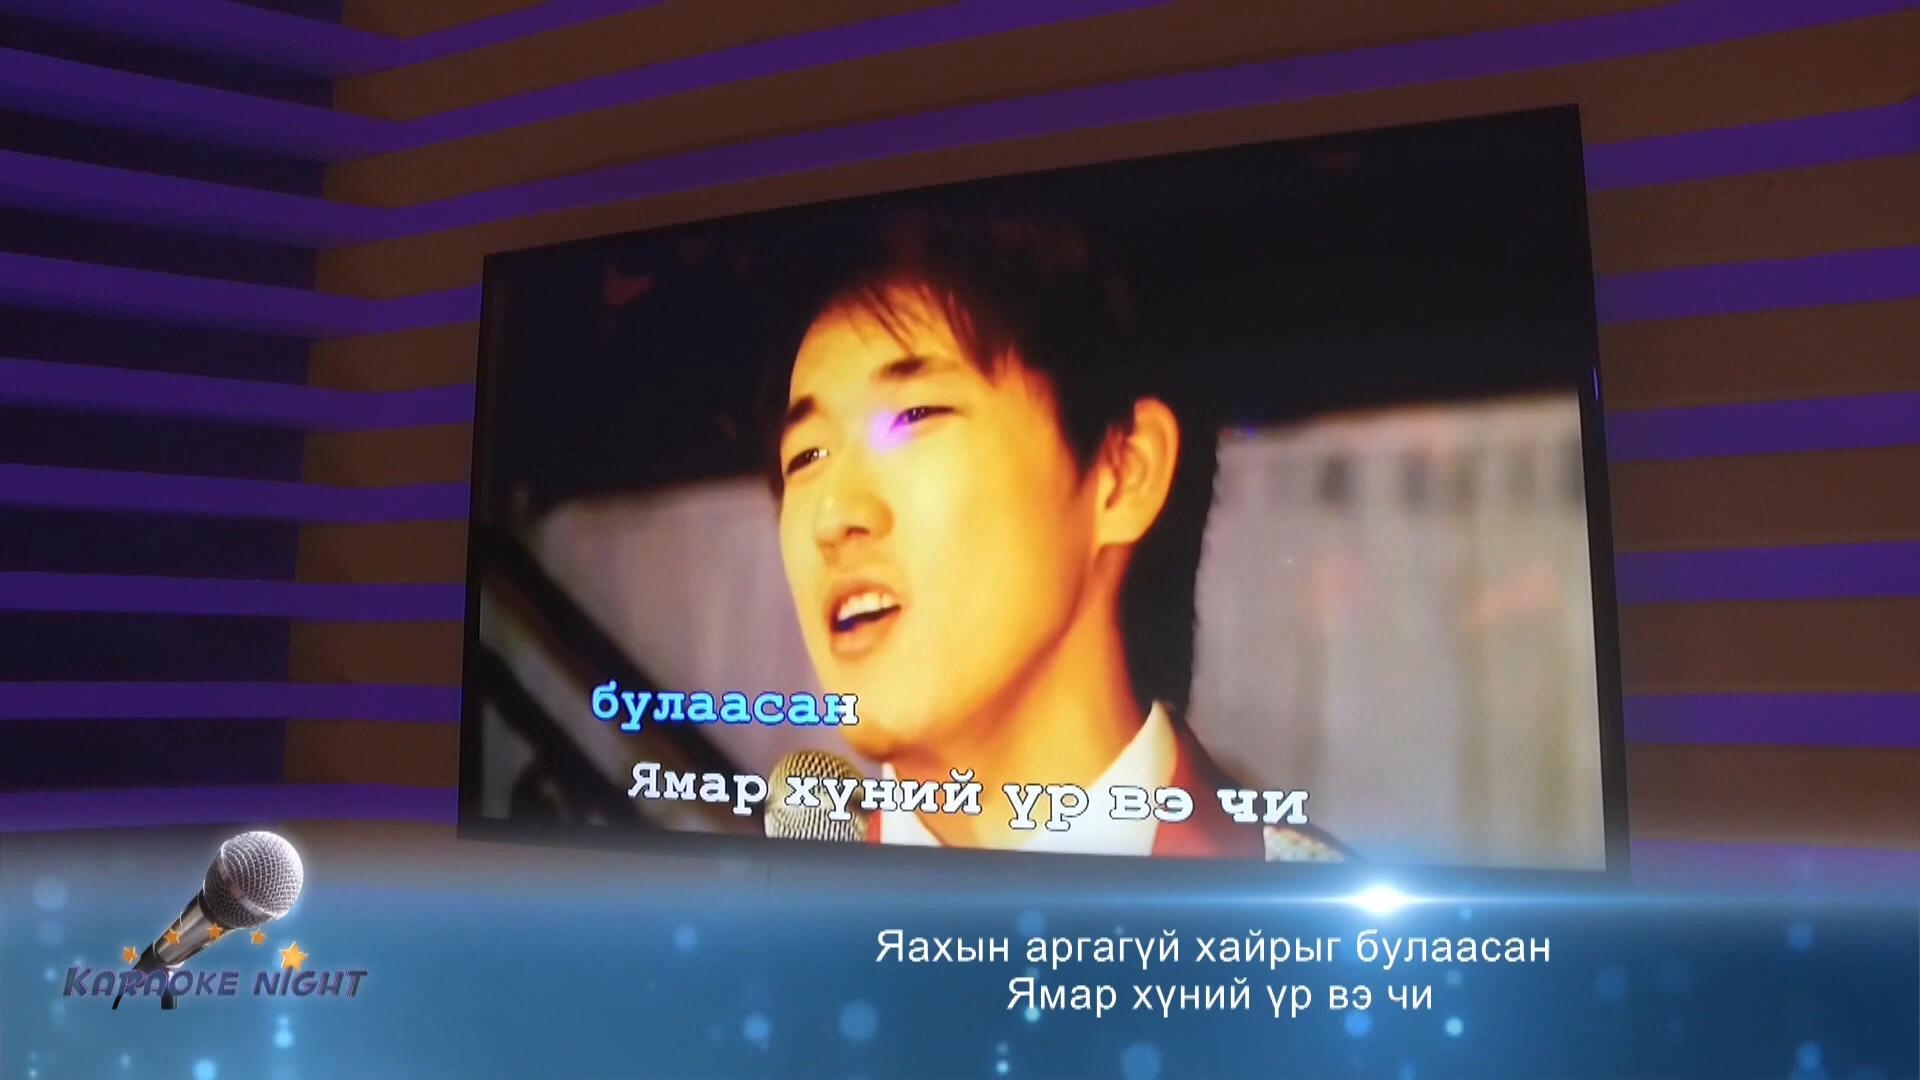 булаасан
Ямар хүний үр вэ чи
KARAOKE NIGHT
Яахын аргагүй хайрыг булаасан
Ямар хүний үр вэ чи